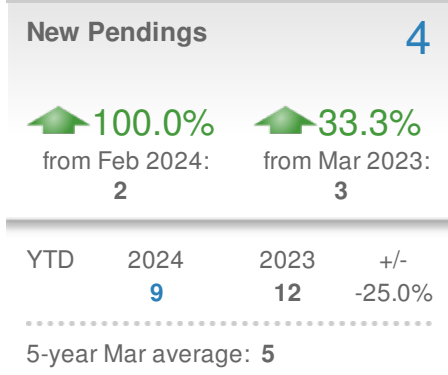 New Pendings 4
100.0% 33.3%
from Feb 2024: from Mar 2023:
2 3
YTD 2024 2023 +/-
9 12 -25.0%
5-year Mar average: 5